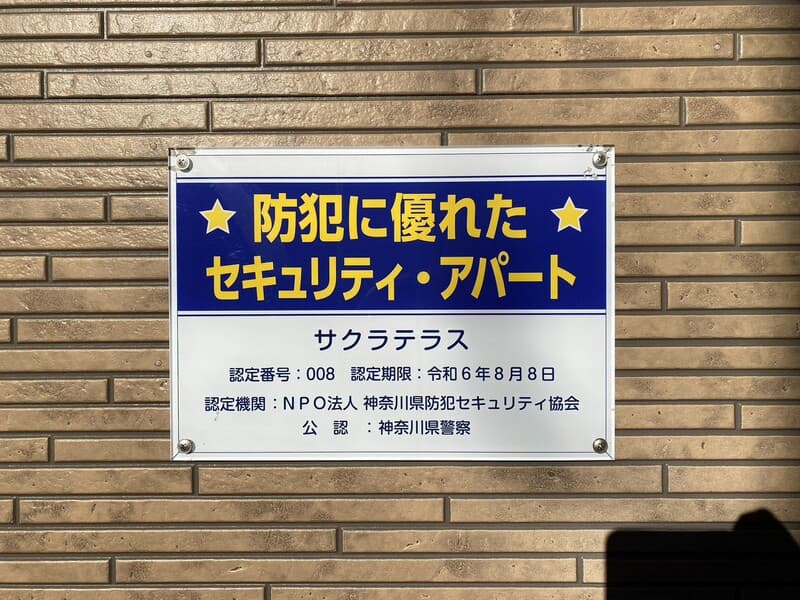 ★防犯に優れた★
セキュリティ・アパート
サクラテラス
認定番号：008　認定期限：令和６年８月８日
認定機関：ＮＰＯ法人 神奈川県防犯セキュリティ協会
公　認　：神奈川県警察